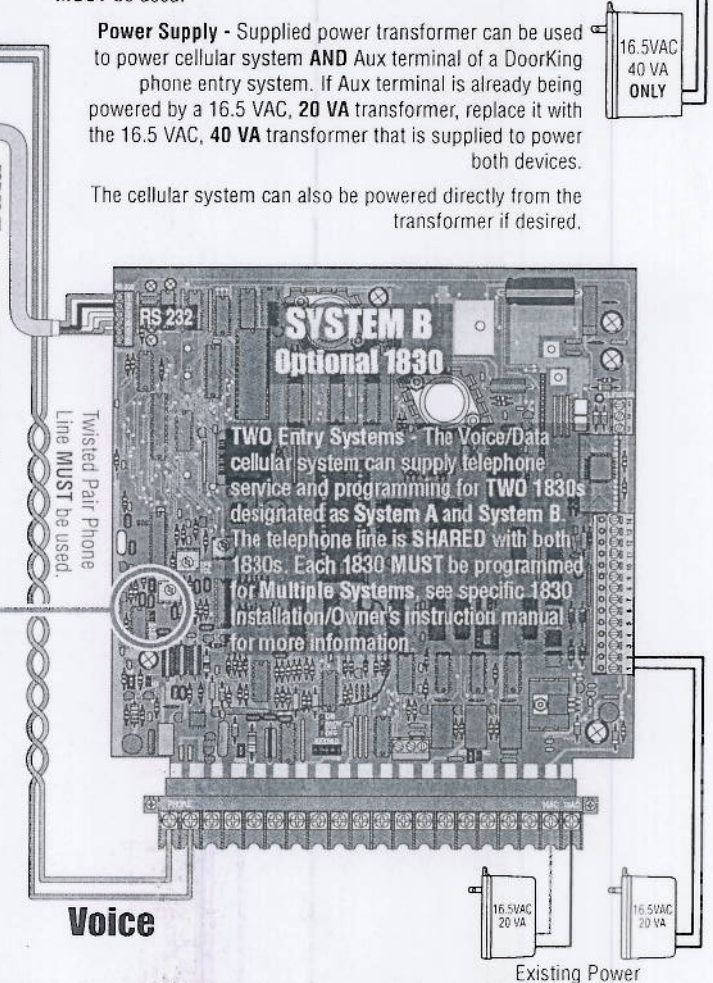 MUST be used.
Power Supply - Supplied power transformer can be used
to power cellular system AND Aux terminal of a DoorKing
phone entry system. If Aux terminal is already being
powered by a 16.5 VAC, 20 VA transformer, replace it with
the 16.5 VAC, 40 VA transformer that is supplied to power
both devices.
The cellular system can also be powered directly from the
transformer if desired.
16.5VAC
40 VA
ONLY
RS 232
SYSTEM B
Optional 1830
TWO Entry Systems - The Voice/Data
cellular system can supply telephone
service and programming for TWO 1830s
designated as System A and System B.
The telephone line is SHARED with both
1830s. Each 1830 MUST be programmed
for Multiple Systems, see specific 1830
Installation/Owner's instruction manual
for more information.
Twisted Pair Phone
Line MUST be used.
PHONE
16AC 16AC
Voice
16.5VAC
20 VA
16.5VAC
20 VA
Existing Power